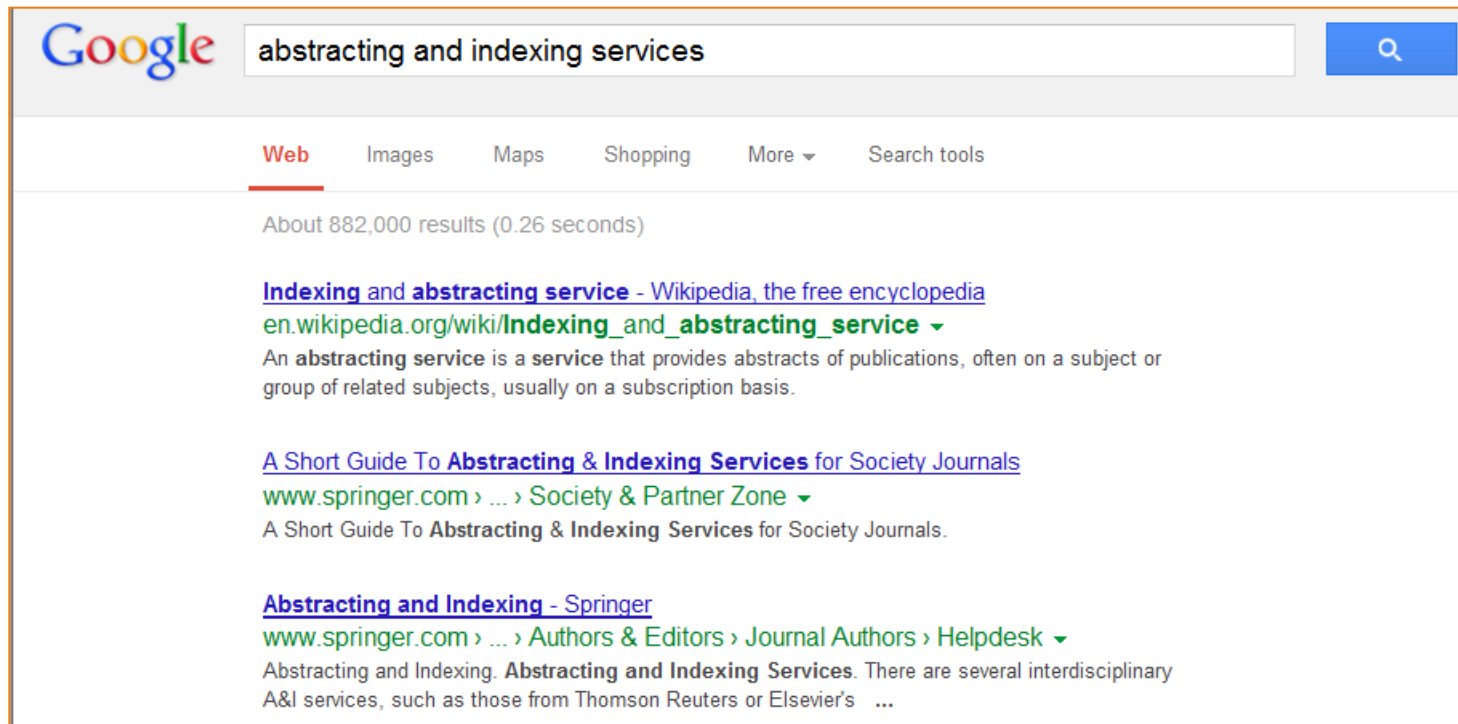 Google abstracting and indexing services
Web Images Maps Shopping More Search tools
About 882,000 results (0.26 seconds)
Indexing and abstracting service - Wikipedia, the free encyclopedia
en.wikipedia.org/wiki/Indexing_and_abstracting_service
An abstracting service is a service that provides abstracts of publications, often on a subject or
group of related subjects, usually on a subscription basis.
A Short Guide To Abstracting & Indexing Services for Society Journals
www.springer.com › ... › Society & Partner Zone
A Short Guide To Abstracting & Indexing Services for Society Journals.
Abstracting and Indexing - Springer
www.springer.com › ... › Authors & Editors › Journal Authors › Helpdesk
Abstracting and Indexing. Abstracting and Indexing Services. There are several interdisciplinary
A&I services, such as those from Thomson Reuters or Elsevier's ...